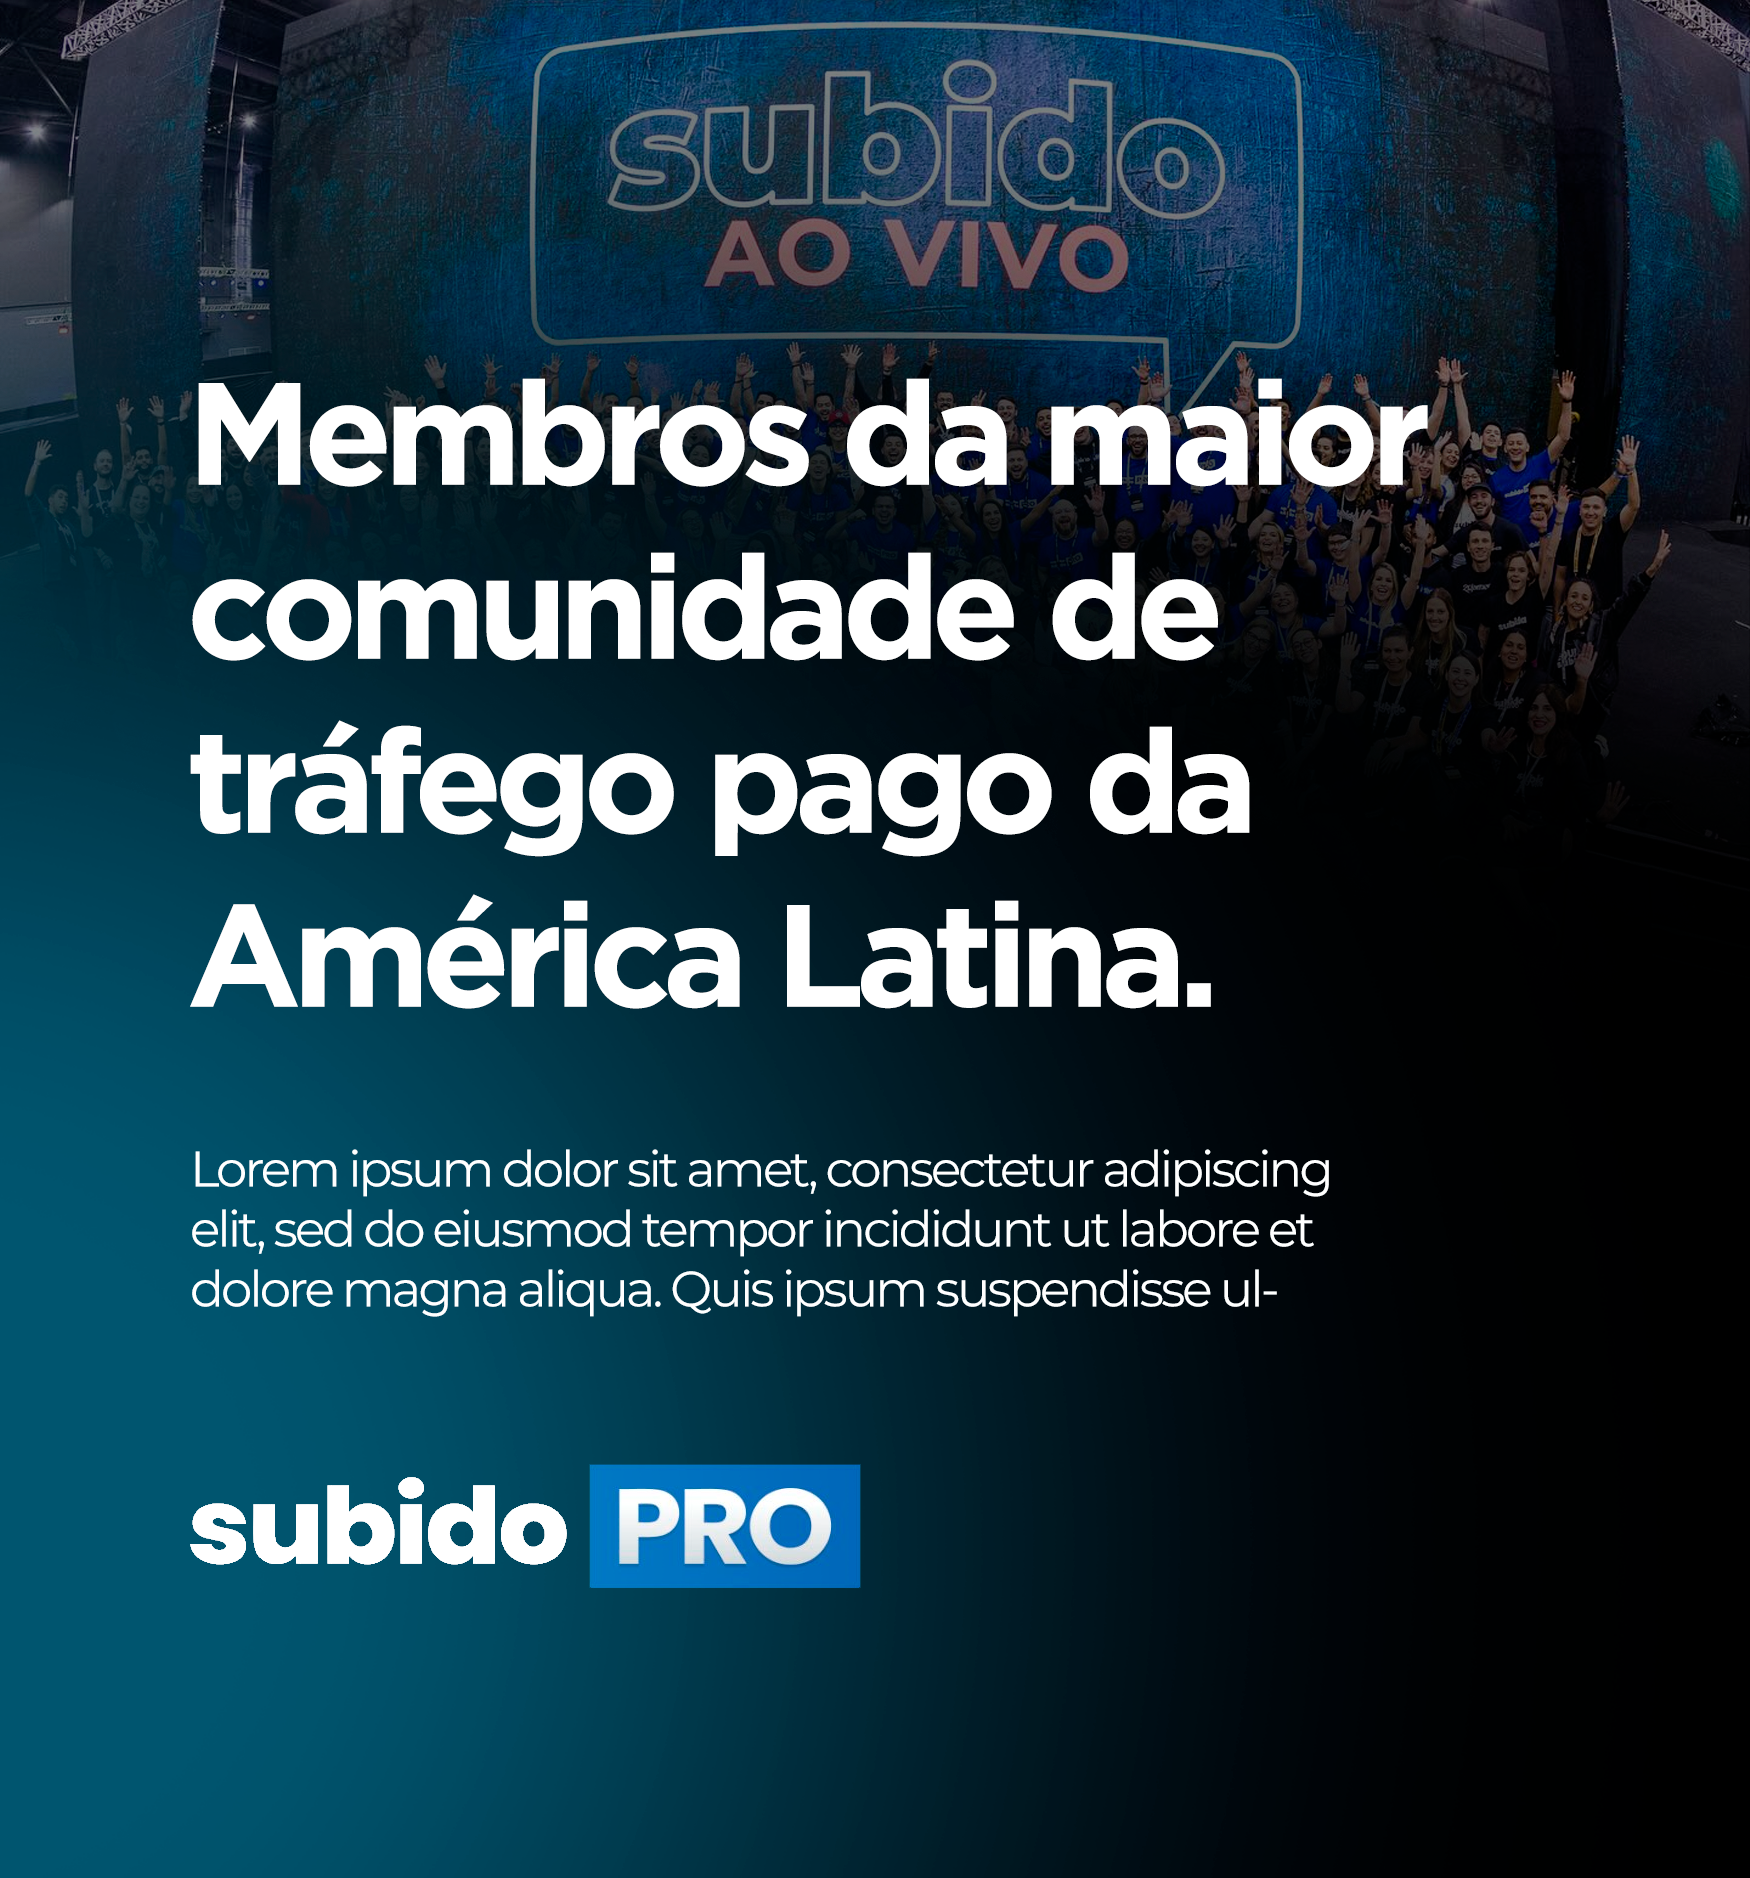 subido
AO VIVO
Membros da maior
comunidade de
tráfego pago da
América Latina.
Lorem ipsum dolor sit amet, consectetur adipiscing
elit, sed do eiusmod tempor incididunt ut labore et
dolore magna aliqua. Quis ipsum suspendisse ul-
subido PRO